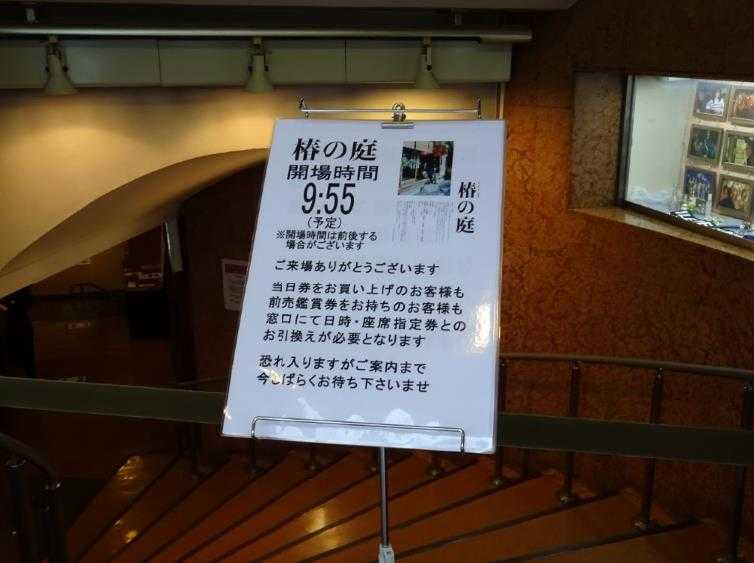 椿の庭
開場時間
9:55
(予定)
※開場時間は前後する
場合がございます
椿の庭
ご来場ありがとうございます
当日券をお買い上げのお客様も
前売鑑賞券をお持ちのお客様も
窓口にて日時・座席指定券との
お引換えが必要となります
恐れ入りますがご案内まで
今しばらくお待ち下さいませ